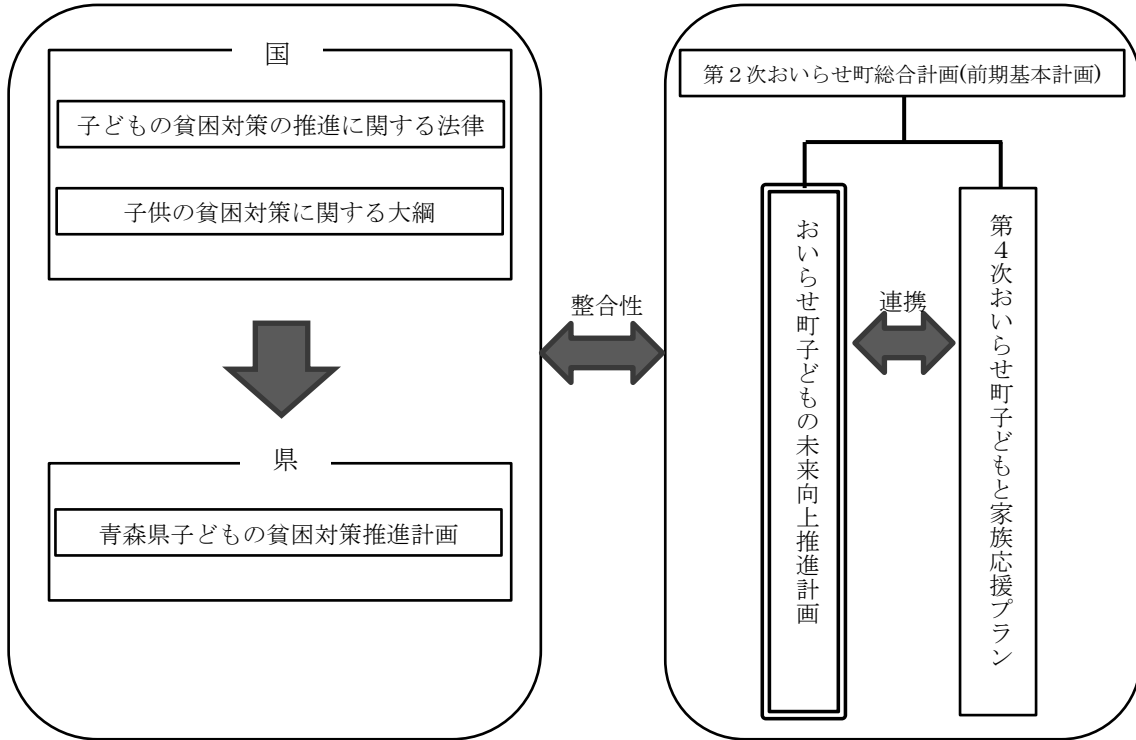 国
子どもの貧困対策の推進に関する法律
子供の貧困対策に関する大綱
県
青森県子どもの貧困対策推進計画
整合性
第２次おいらせ町総合計画(前期基本計画)
おいらせ町子どもの未来向上推進計画
連携
第４次おいらせ町子どもと家族応援プラン